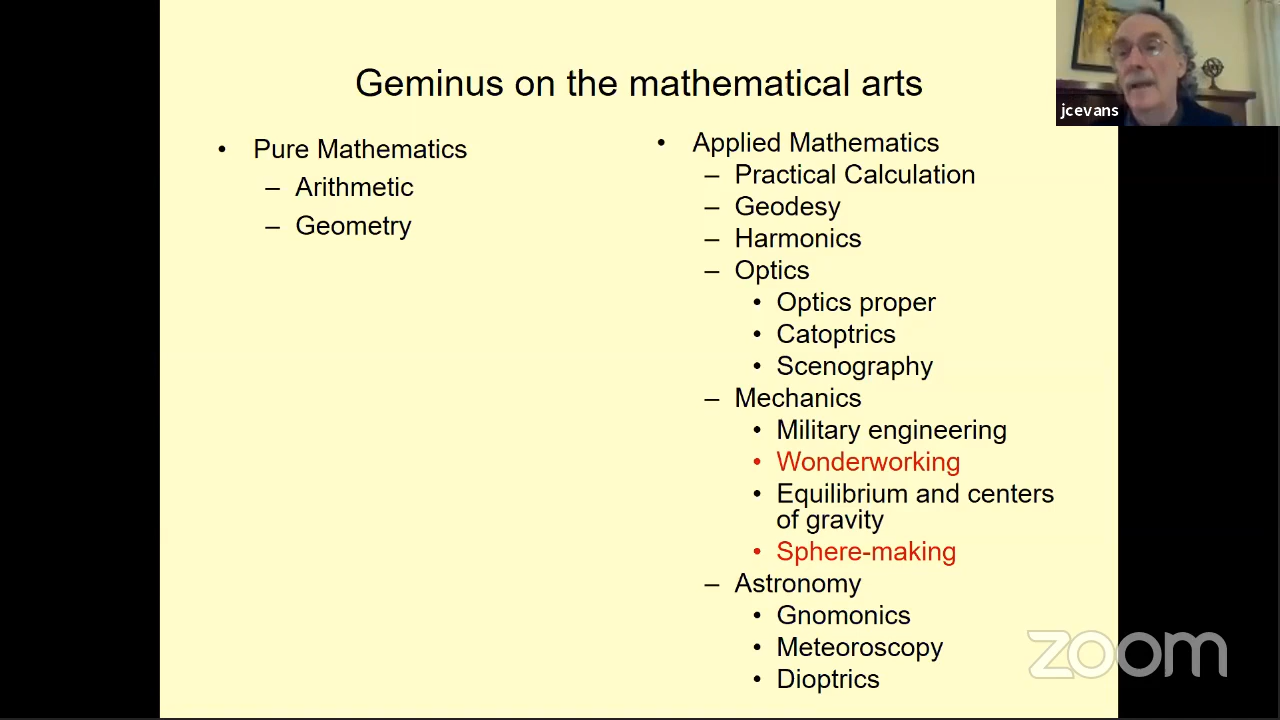 Geminus on the mathematical arts
• Pure Mathematics
– Arithmetic
– Geometry
• Applied Mathematics
– Practical Calculation
– Geodesy
– Harmonics
– Optics
• Optics proper
• Catoptrics
• Scenography
– Mechanics
• Military engineering
• Wonderworking
• Equilibrium and centers
of gravity
• Sphere-making
– Astronomy
• Gnomonics
• Meteoroscopy
• Dioptrics
jcevans
zoom